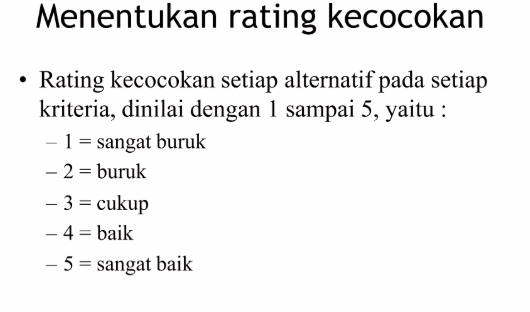 Menentukan rating kecocokan
• Rating kecocokan setiap alternatif pada setiap
kriteria, dinilai dengan 1 sampai 5, yaitu :
– 1 = sangat buruk
– 2 = buruk
– 3 = cukup
– 4 = baik
– 5 = sangat baik